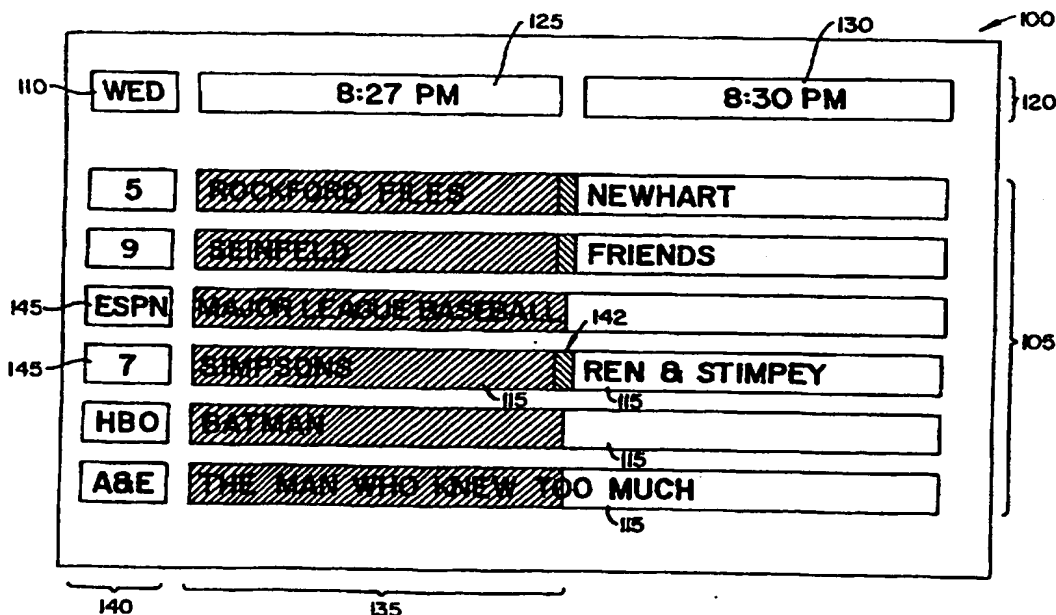 125 130 100
110 WED 8:27 PM 8:30 PM 120
5 ROCKFORD FILES NEWHART
9 SEINFELD FRIENDS
145 ESPN MAJOR LEAGUE BASEBALL 142 105
145 7 SIMPSONS REN & STIMPEY
115 115
HBO BATMAN
115
A&E THE MAN WHO KNEW TOO MUCH
115
140 135